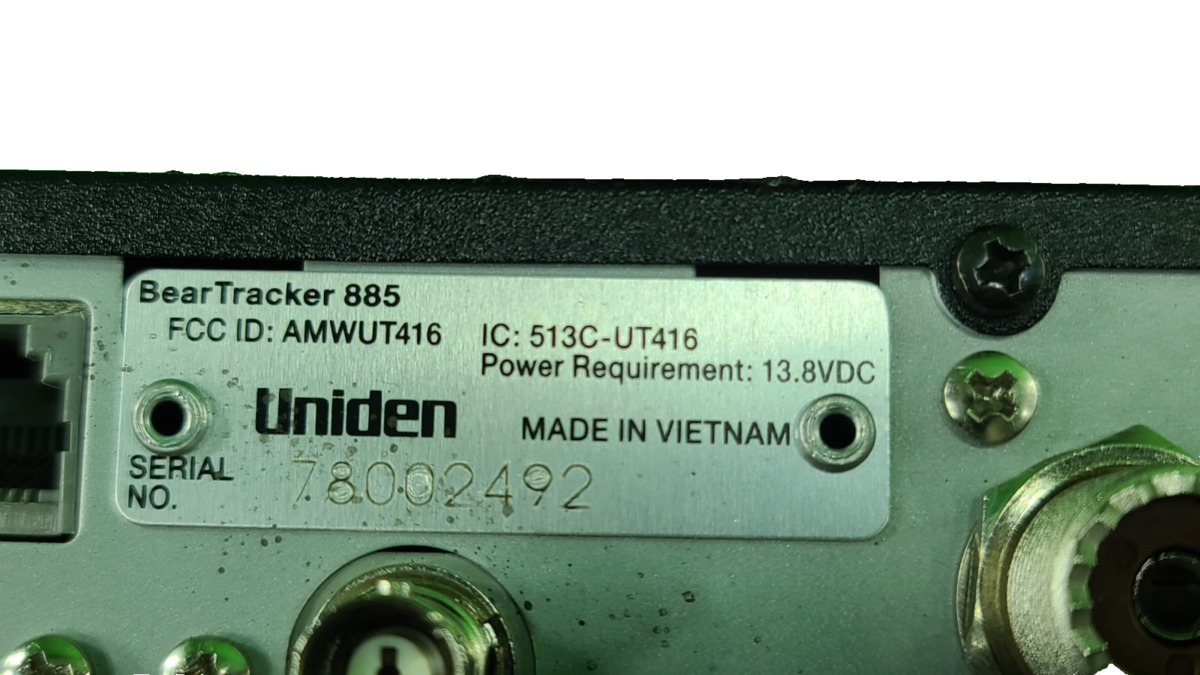 BearTracker 885
FCC ID: AMWUT416 IC: 513C-UT416
Power Requirement: 13.8VDC
Uniden MADE IN VIETNAM
SERIAL NO. 78002492